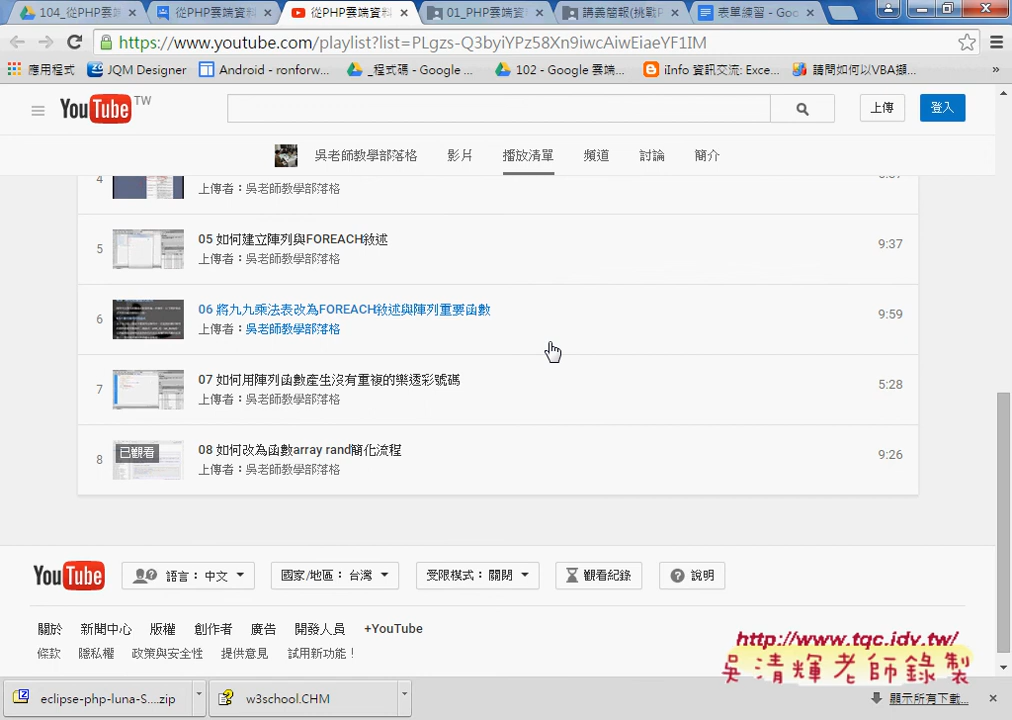 104_從PHP雲端資料
從PHP雲端資料
從PHP雲端資料
01_PHP雲端資
講義簡報(挑戰P
表單練習 - Goo
https://www.youtube.com/playlist?list=PLgzs-Q3byiYPz58Xn9iwcAiwEiaeYF1IM
應用程式
JQM Designer
Android - ronforw...
_程式碼 - Google ...
102 - Google 雲端...
iInfo 資訊交流: Exce...
請問如何以VBA擷...
»
YouTube TW
上傳
登入
吳老師教學部落格
影片
播放清單
頻道
討論
簡介
4
上傳者：吳老師教學部落格
5
05 如何建立陣列與FOREACH敘述
9:37
上傳者：吳老師教學部落格
6
06 將九九乘法表改為FOREACH敘述與陣列重要函數
9:59
上傳者：吳老師教學部落格
7
07 如何用陣列函數產生沒有重複的樂透彩號碼
5:28
上傳者：吳老師教學部落格
8
已觀看
08 如何改為函數array rand簡化流程
9:26
上傳者：吳老師教學部落格
YouTube
語言：中文
國家/地區：台灣
受限模式：關閉
觀看紀錄
說明
關於
新聞中心
版權
創作者
廣告
開發人員
+YouTube
條款
隱私權
政策與安全性
提供意見
試用新功能！
http://www.tqc.idv.tw/
吳清輝老師錄製
eclipse-php-luna-S....zip
w3school.CHM
顯示所有下載...